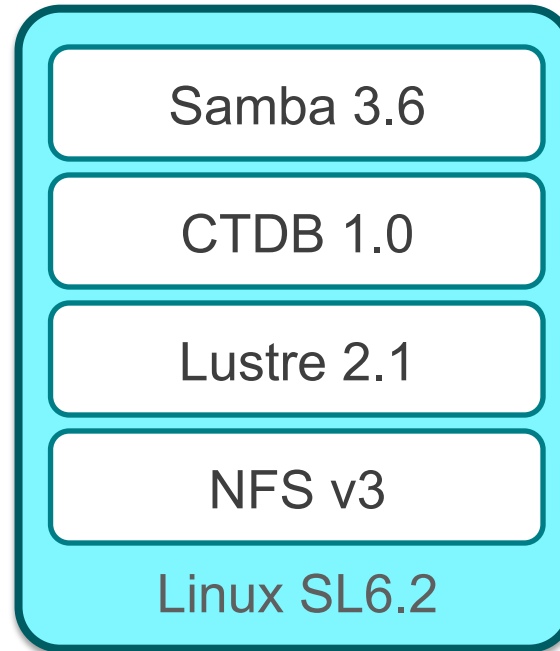 Samba 3.6
CTDB 1.0
Lustre 2.1
NFS v3
Linux SL6.2